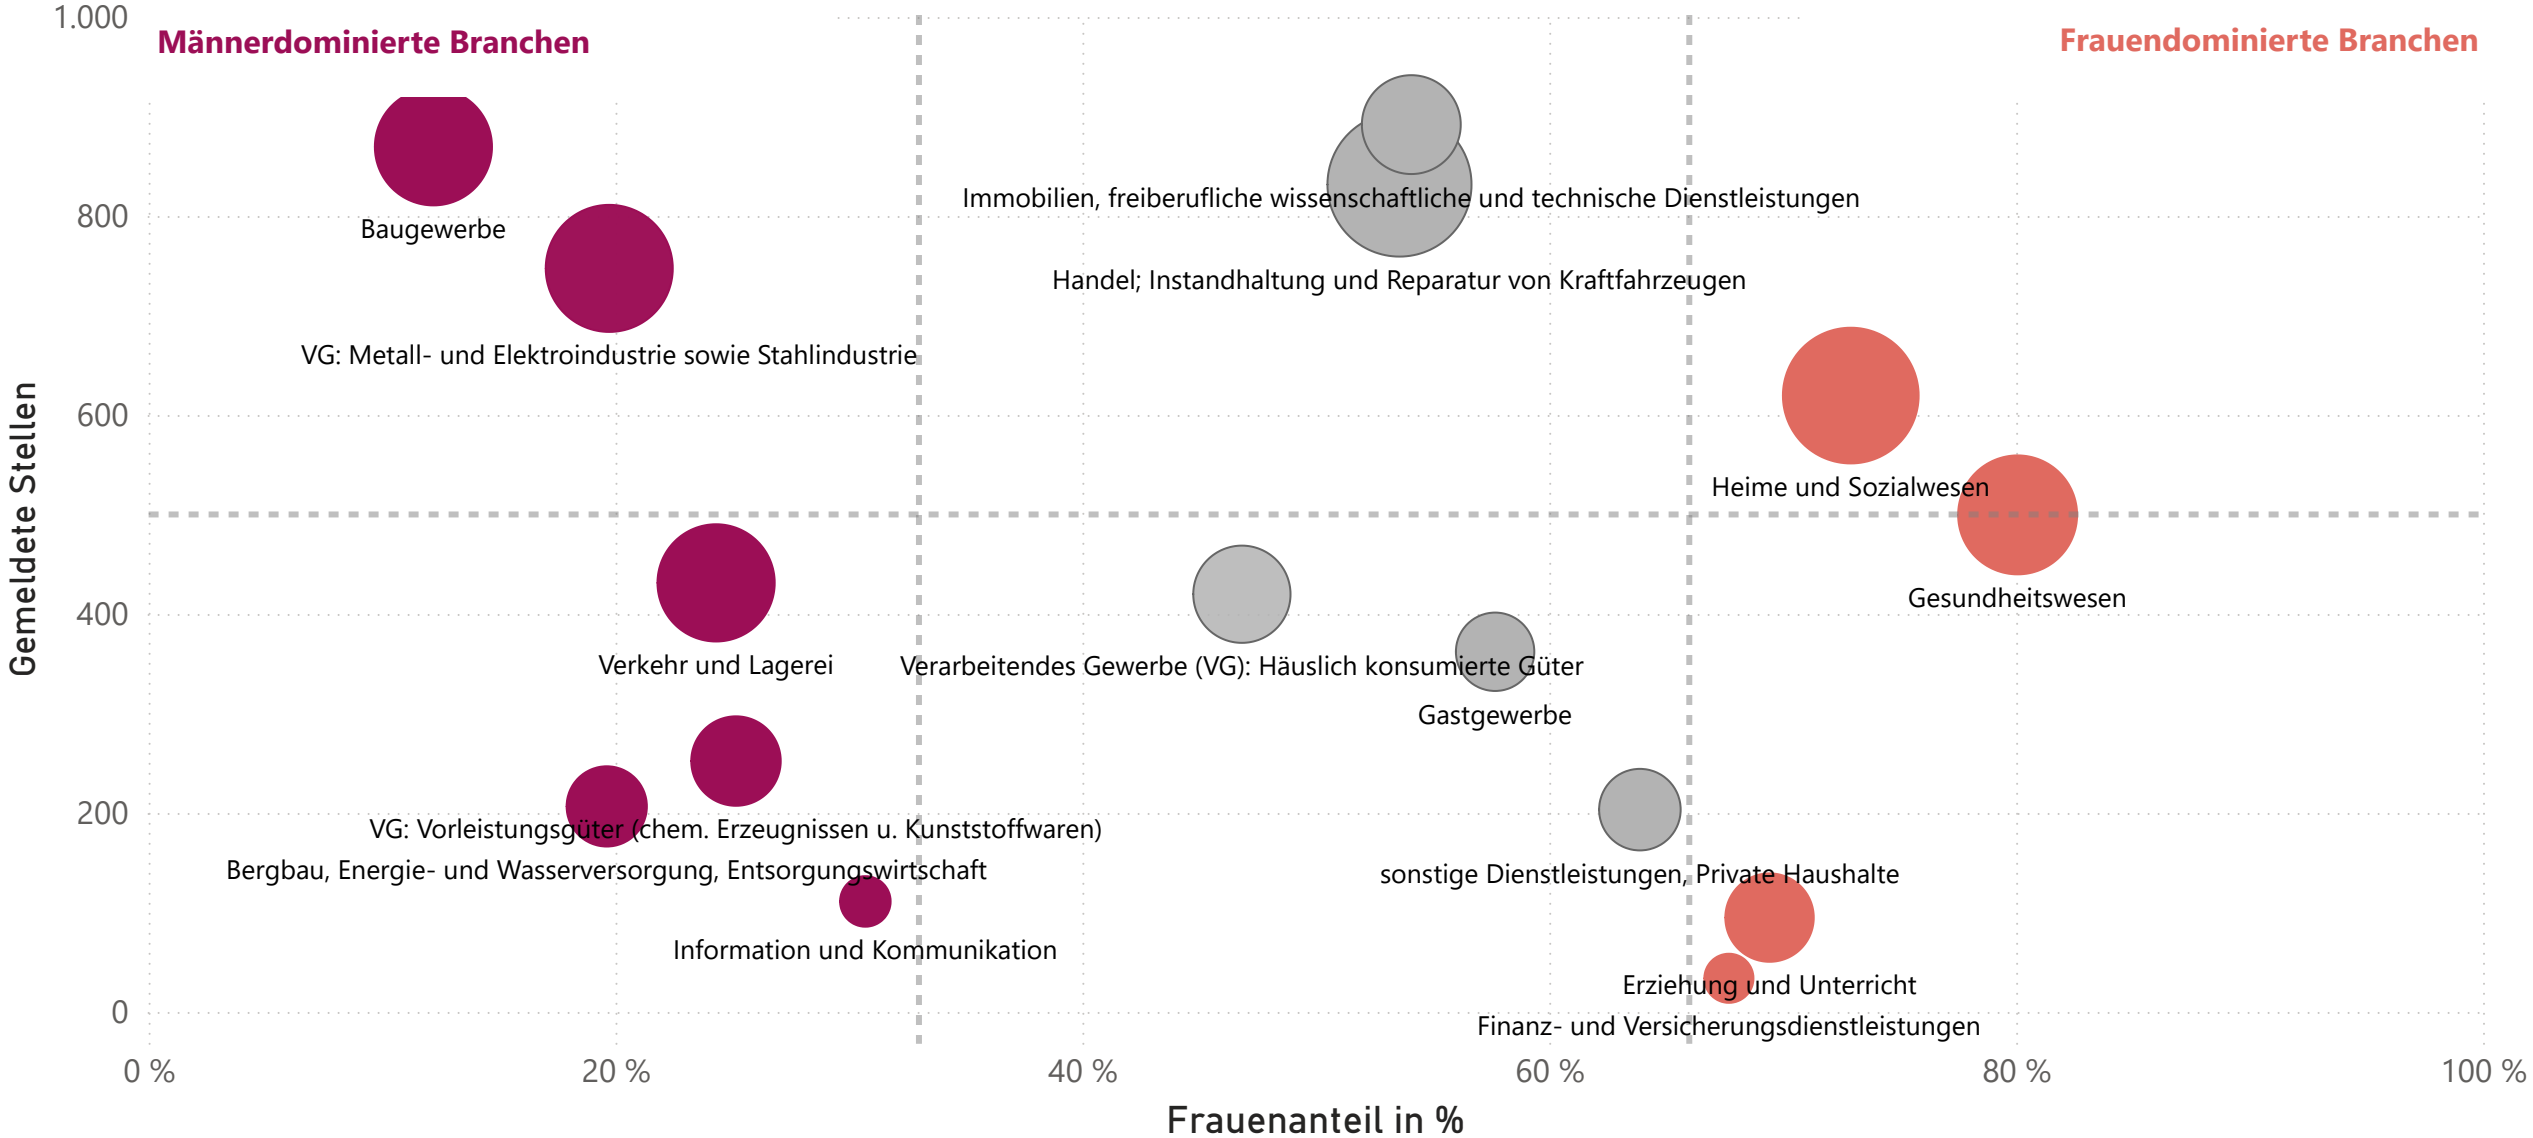 1.000
Männerdominierte Branchen
Frauendominierte Branchen
Immobilien, freiberufliche wissenschaftliche und technische Dienstleistungen
800
Baugewerbe
Handel; Instandhaltung und Reparatur von Kraftfahrzeugen
VG: Metall- und Elektroindustrie sowie Stahlindustrie
600
Gemeldete Stellen
Heime und Sozialwesen
Gesundheitswesen
400
Verkehr und Lagerei
Verarbeitendes Gewerbe (VG): Häuslich konsumierte Güter
Gastgewerbe
200
VG: Vorleistungsgüter (chem. Erzeugnissen u. Kunststoffwaren)
Bergbau, Energie- und Wasserversorgung, Entsorgungswirtschaft
sonstige Dienstleistungen, Private Haushalte
Information und Kommunikation
Erziehung und Unterricht
0
Finanz- und Versicherungsdienstleistungen
0 %
20 %
40 %
60 %
80 %
100 %
Frauenanteil in %